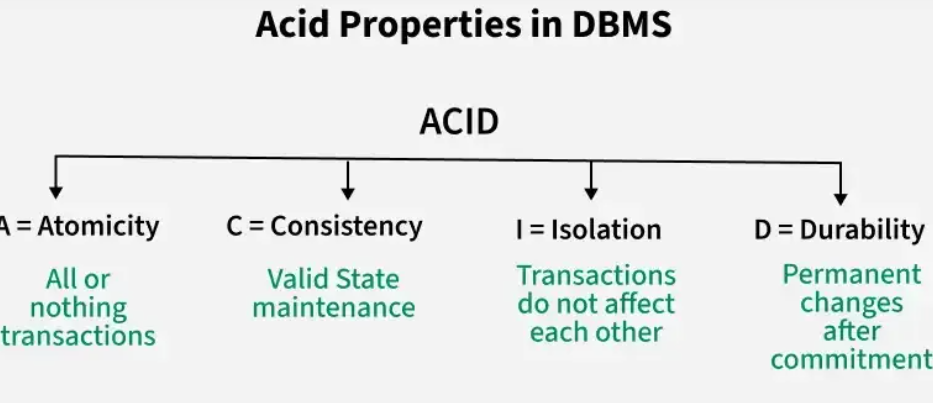 Acid Properties in DBMS
ACID
A = Atomicity
All or
nothing
transactions
C = Consistency
Valid State
maintenance
I = Isolation
Transactions
do not affect
each other
D = Durability
Permanent
changes
after
commitment